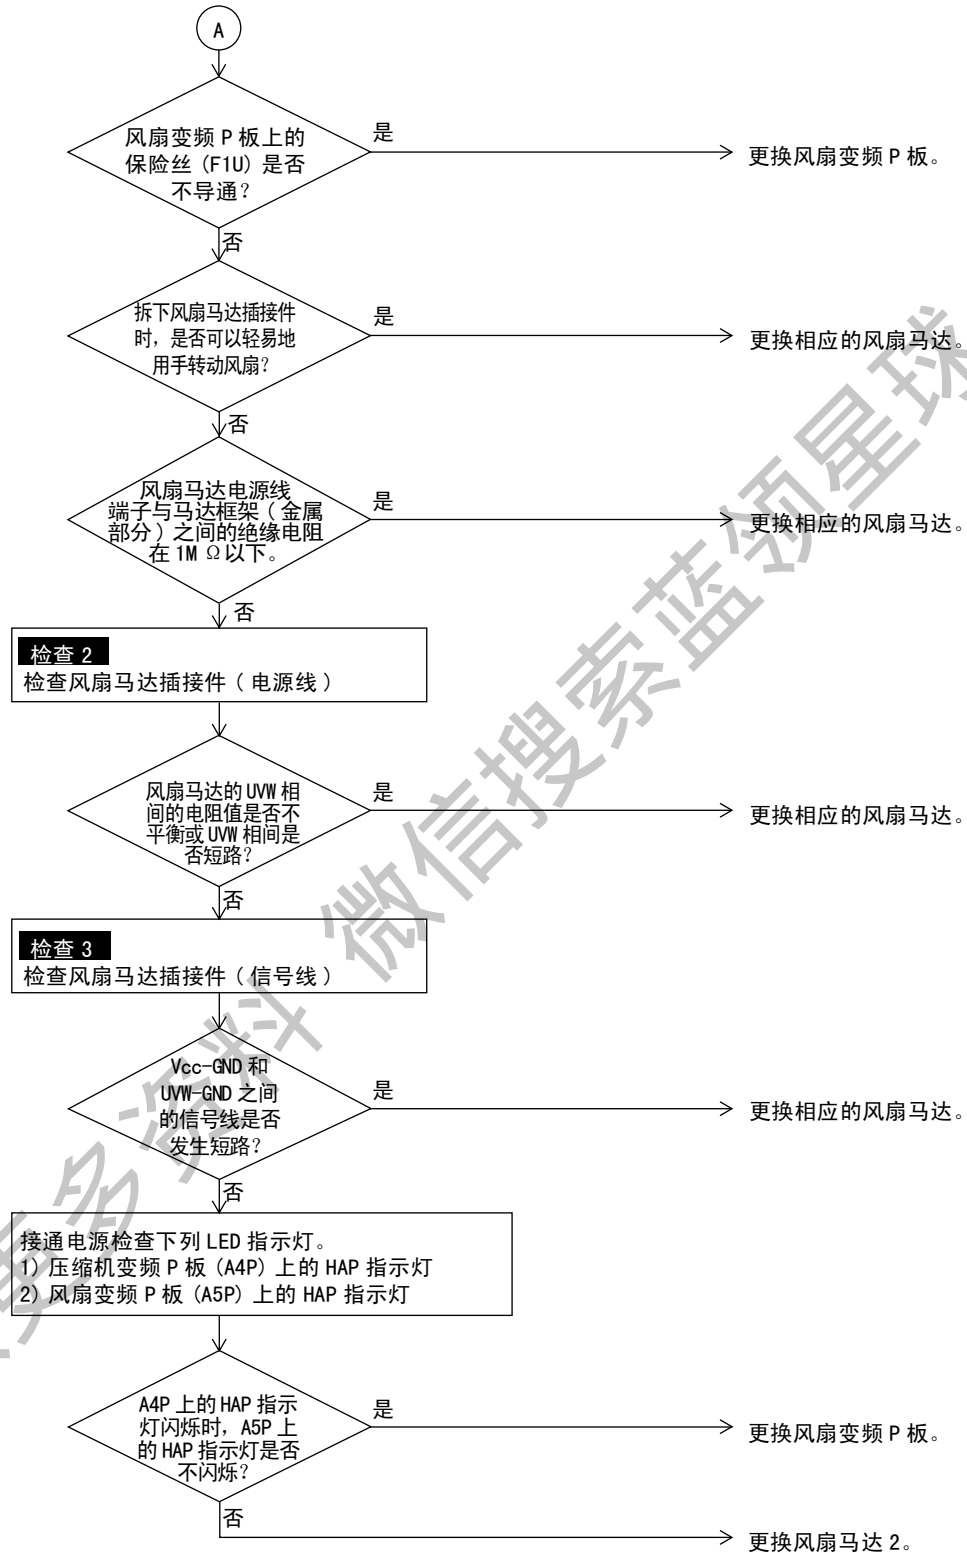 A
风扇变频 P 板上的
保险丝 (F1U) 是否
不导通？
是
更换风扇变频 P 板。
否
拆下风扇马达插接件
时，是否可以轻易地
用手转动风扇？
是
更换相应的风扇马达。
否
风扇马达电源线
端子与马达框架（金属
部分）之间的绝缘电阻
在 1M Ω以下。
是
更换相应的风扇马达。
否
检查 2
检查风扇马达插接件（电源线）
风扇马达的 UVW 相
间的电阻值是否不
平衡或 UVW 相间是
否短路？
是
更换相应的风扇马达。
否
检查 3
检查风扇马达插接件（信号线）
Vcc-GND 和
UVW-GND 之间
的信号线是否
发生短路？
是
更换相应的风扇马达。
否
接通电源检查下列 LED 指示灯。
1) 压缩机变频 P 板 (A4P) 上的 HAP 指示灯
2) 风扇变频 P 板 (A5P) 上的 HAP 指示灯
A4P 上的 HAP 指示
灯闪烁时，A5P 上
的 HAP 指示灯是否
不闪烁？
是
更换风扇变频 P 板。
否
更换风扇马达 2。
更多资料 微信搜索蓝领星球